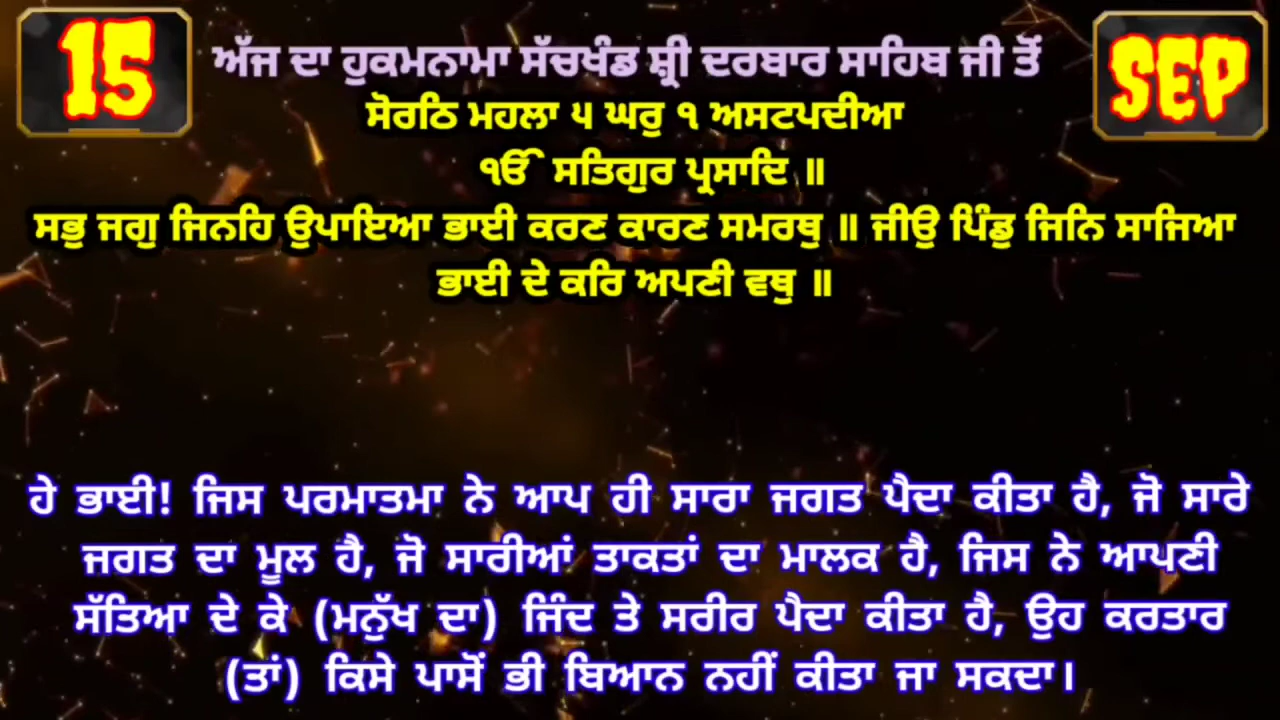 15
ਅੱਜ ਦਾ ਹੁਕਮਨਾਮਾ ਸੱਚਖੰਡ ਸ਼੍ਰੀ ਦਰਬਾਰ ਸਾਹਿਬ ਜੀ ਤੋਂ
SEP
ਸੋਰਠਿ ਮਹਲਾ ੫ ਘਰੁ ੧ ਅਸਟਪਦੀਆ
ੴ ਸਤਿਗੁਰ ਪ੍ਰਸਾਦਿ ॥
ਸਭੁ ਜਗੁ ਜਿਨਹਿ ਉਪਾਇਆ ਭਾਈ ਕਰਣ ਕਾਰਣ ਸਮਰਥੁ ॥ ਜੀਉ ਪਿੰਡੁ ਜਿਨਿ ਸਾਜਿਆ
ਭਾਈ ਦੇ ਕਰਿ ਅਪਣੀ ਵਥੁ ॥
ਹੇ ਭਾਈ! ਜਿਸ ਪਰਮਾਤਮਾ ਨੇ ਆਪ ਹੀ ਸਾਰਾ ਜਗਤ ਪੈਦਾ ਕੀਤਾ ਹੈ, ਜੋ ਸਾਰੇ
ਜਗਤ ਦਾ ਮੂਲ ਹੈ, ਜੋ ਸਾਰੀਆਂ ਤਾਕਤਾਂ ਦਾ ਮਾਲਕ ਹੈ, ਜਿਸ ਨੇ ਆਪਣੀ
ਸੱਤਿਆ ਦੇ ਕੇ (ਮਨੁੱਖ ਦਾ) ਜਿੰਦ ਤੇ ਸਰੀਰ ਪੈਦਾ ਕੀਤਾ ਹੈ, ਉਹ ਕਰਤਾਰ
(ਤਾਂ) ਕਿਸੇ ਪਾਸੋਂ ਭੀ ਬਿਆਨ ਨਹੀਂ ਕੀਤਾ ਜਾ ਸਕਦਾ।